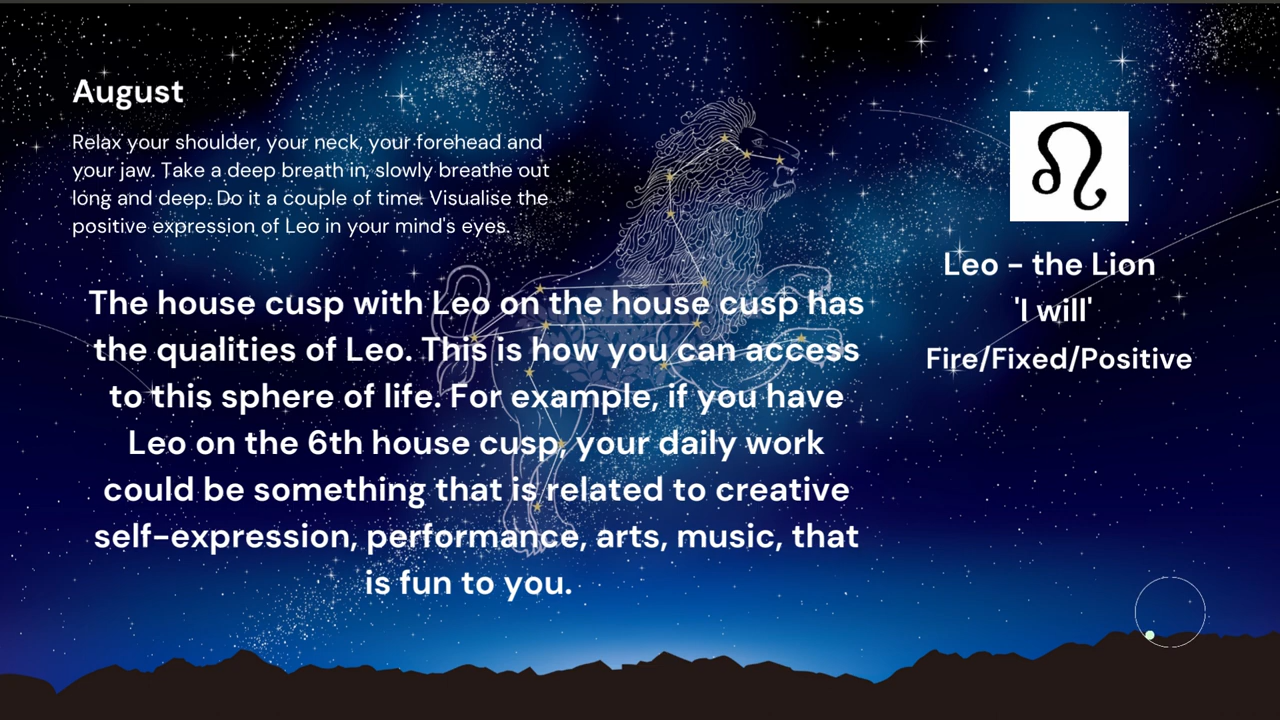 August
Relax your shoulder, your neck, your forehead and
your jaw. Take a deep breath in, slowly breathe out
long and deep. Do it a couple of time. Visualise the
positive expression of Leo in your mind's eyes.
The house cusp with Leo on the house cusp has
the qualities of Leo. This is how you can access
to this sphere of life. For example, if you have
Leo on the 6th house cusp, your daily work
could be something that is related to creative
self-expression, performance, arts, music, that
is fun to you.
Leo - the Lion
'I will'
Fire/Fixed/Positive